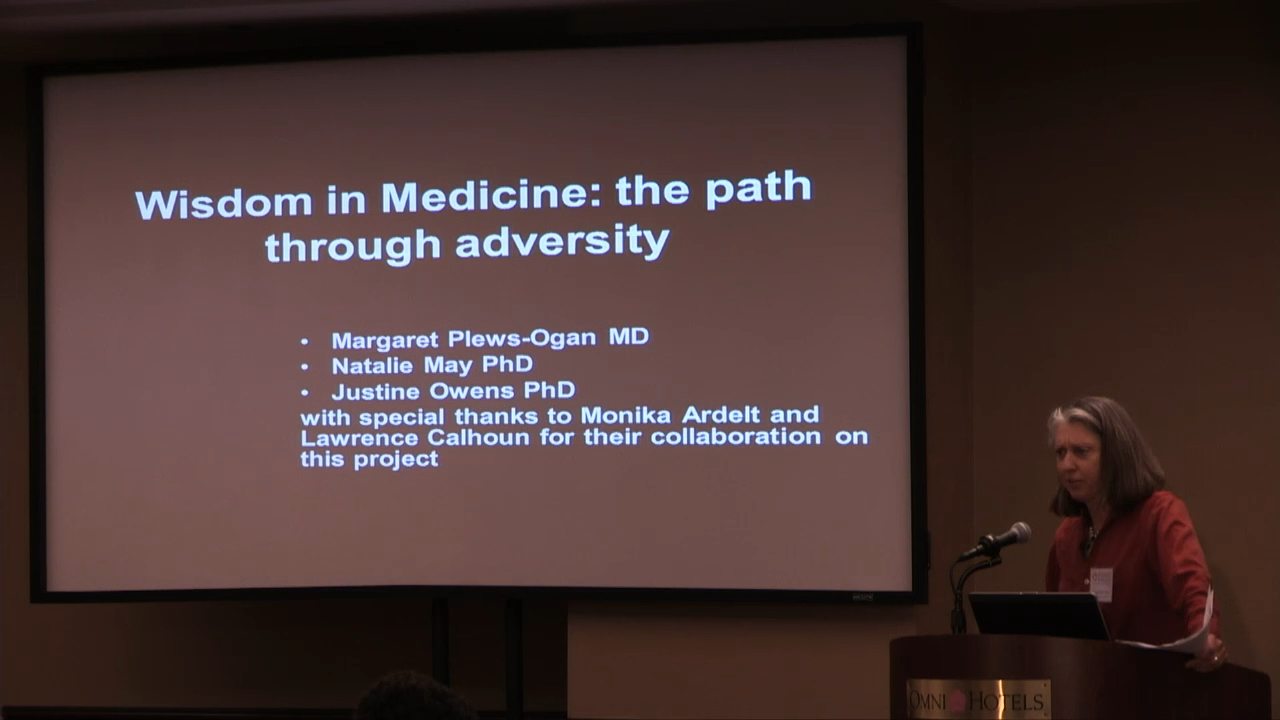 Wisdom in Medicine: the path
through adversity
• Margaret Plews-Ogan MD
• Natalie May PhD
• Justine Owens PhD
with special thanks to Monika Ardelt and
Lawrence Calhoun for their collaboration on
this project
OMNI HOTELS